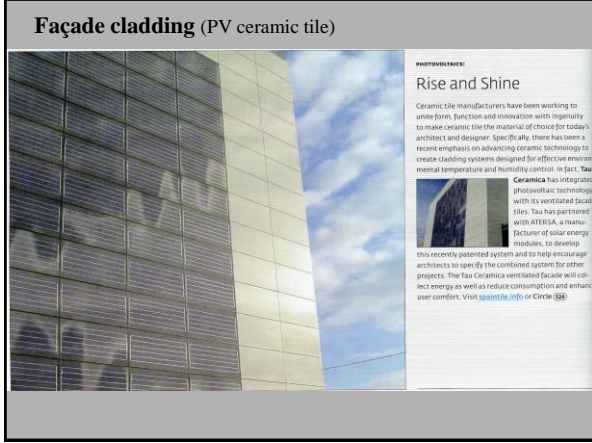 Façade cladding (PV ceramic tile)
PHOTOVOLTAICS:
Rise and Shine
Ceramic tile manufacturers have been working to
unite form, function and innovation with ingenuity
to make ceramic tile the material of choice for today's
architect and designer. Specifically, there has been a
recent emphasis on advancing ceramic technology to
create cladding systems designed for effective environ
mental temperature and humidity control. In fact, Tau
Ceramica has integrated
photovoltaic technology
with its ventilated facade
tiles. Tau has partnered
with ATERSA, a manu-
facturer of solar energy
modules, to develop
this recently patented system and to help encourage
architects to specify the combined system for other
projects. The Tau Ceramica ventilated facade will col-
lect energy as well as reduce consumption and enhanc
user comfort. Visit spaintile.info or Circle 524